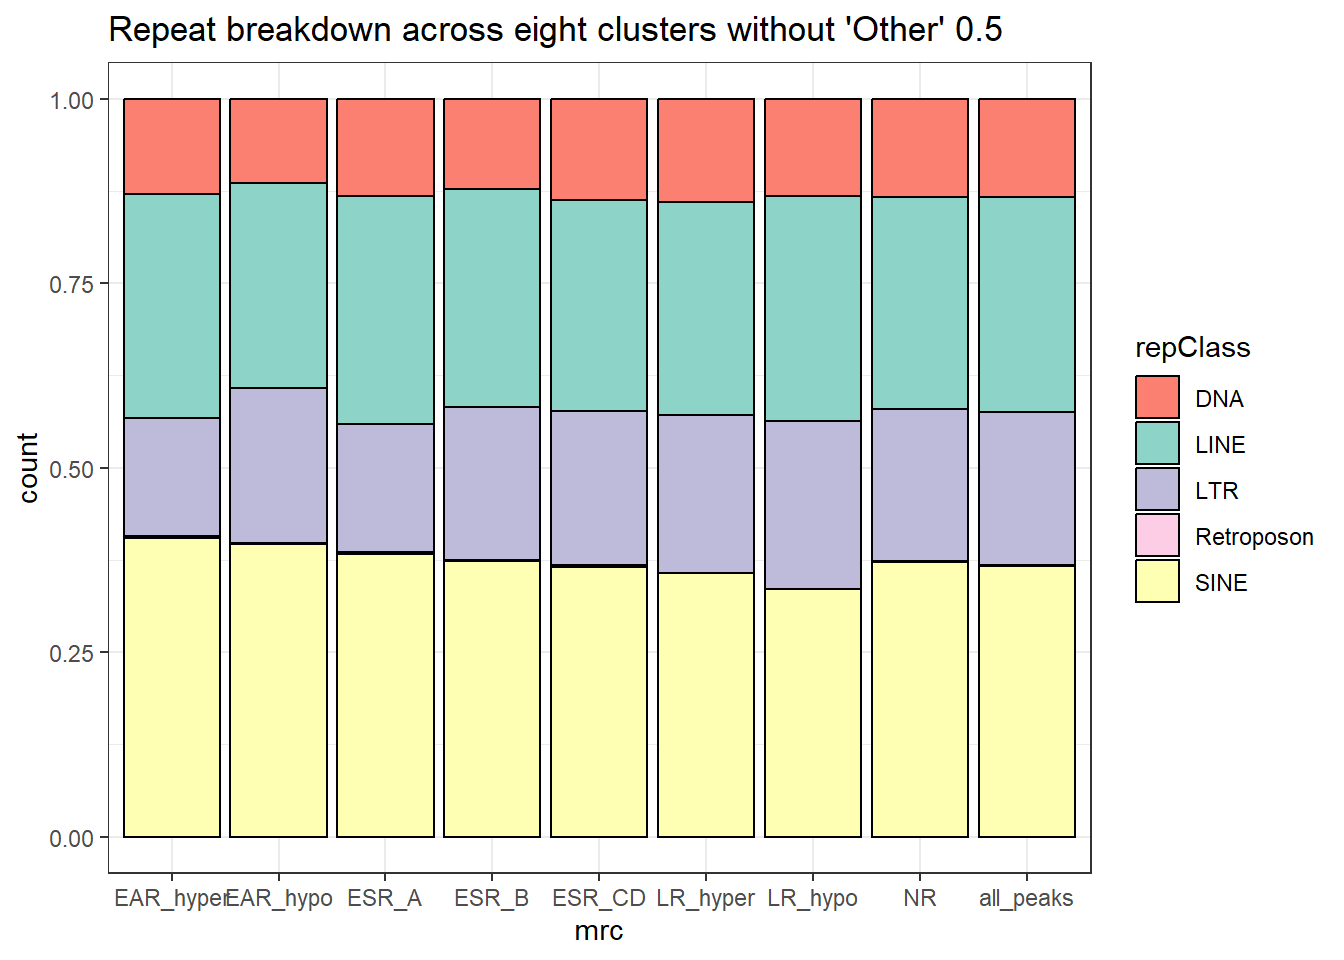 Repeat breakdown across eight clusters without 'Other' 0.5
1.00
0.75
0.50
0.25
0.00
count
EAR_hyper EAR_hypo ESR_A ESR_B ESR_CD LR_hyper LR_hypo NR all_peaks
mrc
repClass
DNA
LINE
LTR
Retroposon
SINE